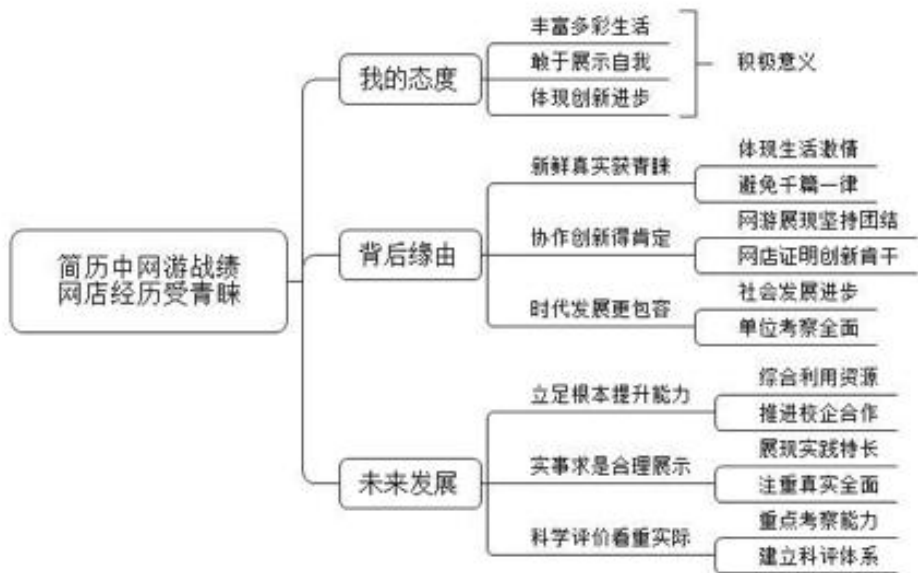 简历中网游战绩
网店经历受青睐
我的态度
丰富多彩生活
敢于展示自我
体现创新进步
积极意义
背后缘由
新鲜真实获青睐
体现生活激情
避免千篇一律
协作创新得肯定
网游展现坚持团结
网店证明创新肯干
时代发展更包容
社会发展进步
单位考察全面
未来发展
立足根本提升能力
综合利用资源
推进校企合作
实事求是合理展示
展现实践特长
注重真实全面
科学评价看重实际
重点考察能力
建立科评体系